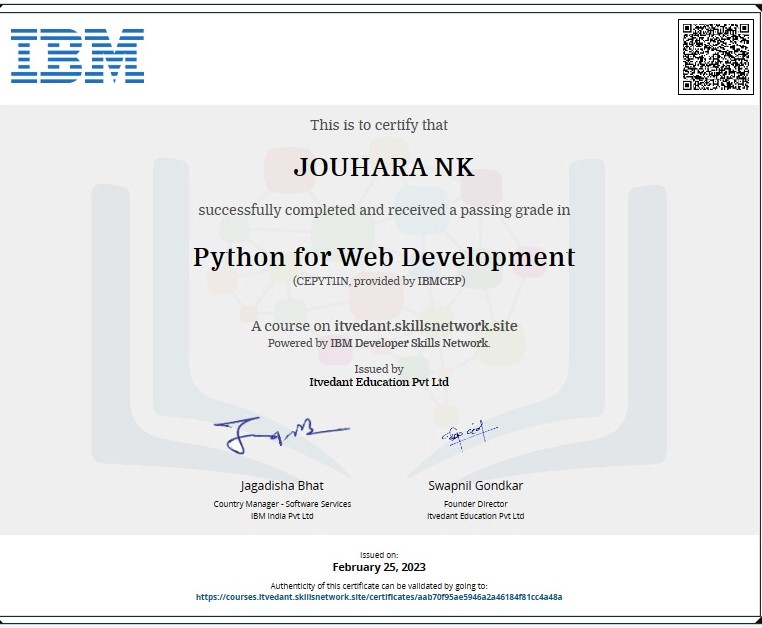 IBM
This is to certify that
JOUHARA NK
successfully completed and received a passing grade in
Python for Web Development
(CEPYT1IN, provided by IBMCEP)
A course on itvedant.skillsnetwork.site
Powered by IBM Developer Skills Network.
Issued by
Itvedant Education Pvt Ltd
Jagadisha Bhat
Country Manager - Software Services
IBM India Pvt Ltd
Swapnil Gondkar
Founder Director
Itvedant Education Pvt Ltd
Issued on:
February 25, 2023
Authenticity of this certificate can be validated by going to:
https://courses.itvedant.skillsnetwork.site/certificates/aab70f95ae5946a2a46184f81cc4a48a